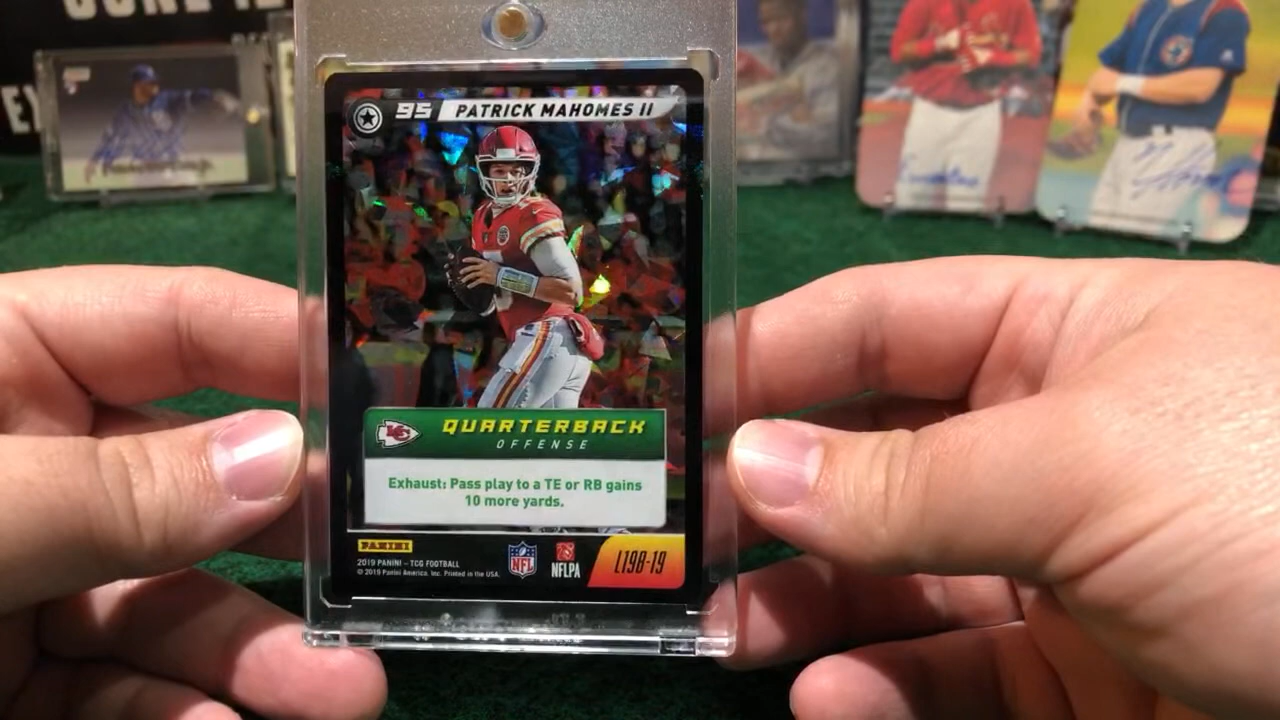 95 PATRICK MAHOMES II
QUARTERBACK
OFFENSE
Exhaust: Pass play to a TE or RB gains
10 more yards.
PANINI
2019 PANINI – TCG FOOTBALL
© 2019 Panini America, Inc. Printed in the USA.
NFL
NFLPA
L198-19